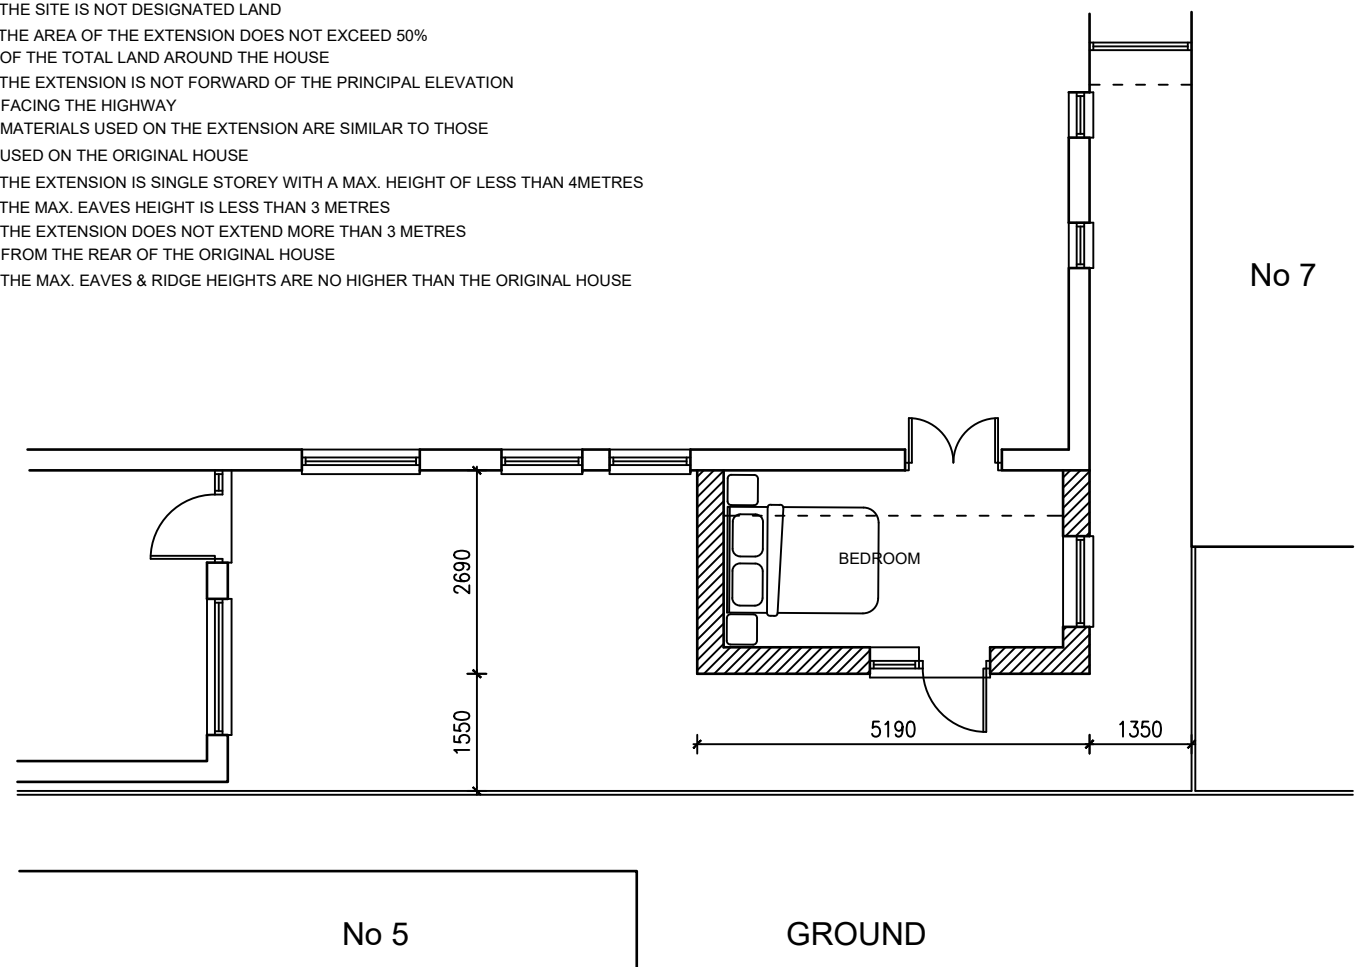 THE SITE IS NOT DESIGNATED LAND
THE AREA OF THE EXTENSION DOES NOT EXCEED 50%
OF THE TOTAL LAND AROUND THE HOUSE
THE EXTENSION IS NOT FORWARD OF THE PRINCIPAL ELEVATION
FACING THE HIGHWAY
MATERIALS USED ON THE EXTENSION ARE SIMILAR TO THOSE
USED ON THE ORIGINAL HOUSE
THE EXTENSION IS SINGLE STOREY WITH A MAX. HEIGHT OF LESS THAN 4METRES
THE MAX. EAVES HEIGHT IS LESS THAN 3 METRES
THE EXTENSION DOES NOT EXTEND MORE THAN 3 METRES
FROM THE REAR OF THE ORIGINAL HOUSE
THE MAX. EAVES & RIDGE HEIGHTS ARE NO HIGHER THAN THE ORIGINAL HOUSE
No 7
BEDROOM
2690
1550
5190
1350
No 5
GROUND